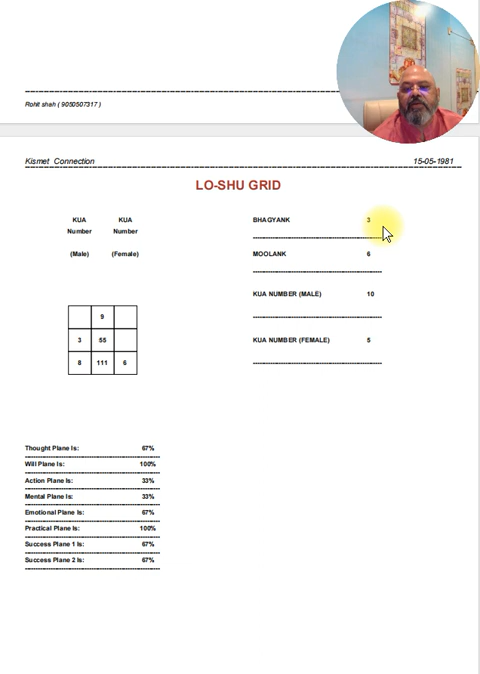 Rohit shah ( 9050507317 )
Kismet Connection 15-05-1981
LO-SHU GRID
KUA Number (Male)
KUA Number (Female)
BHAGYANK 3
MOOLANK 6
KUA NUMBER (MALE) 10
KUA NUMBER (FEMALE) 5
9
3 55
8 111 6
Thought Plane Is: 67%
Will Plane Is: 100%
Action Plane Is: 33%
Mental Plane Is: 33%
Emotional Plane Is: 67%
Practical Plane Is: 100%
Success Plane 1 Is: 67%
Success Plane 2 Is: 67%